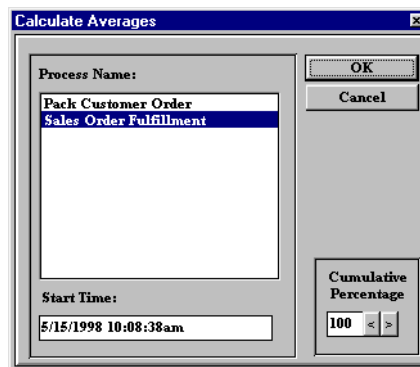 Calculate Averages
Process Name:
Pack Customer Order
Sales Order Fulfillment
Start Time:
5/15/1998 10:08:38am
OK
Cancel
Cumulative
Percentage
100 < >